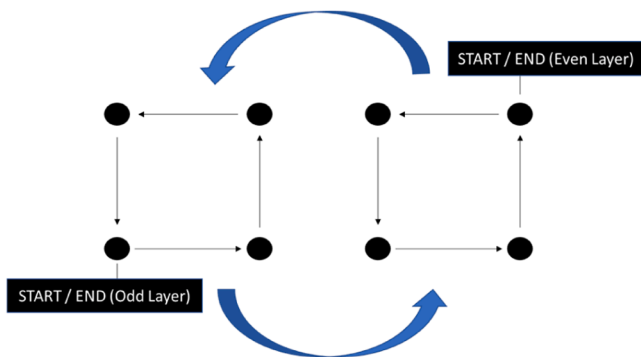 START / END (Even Layer)
START / END (Odd Layer)